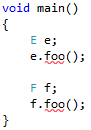 void main()
{
    E e;
    e.foo();

    F f;
    f.foo();
}